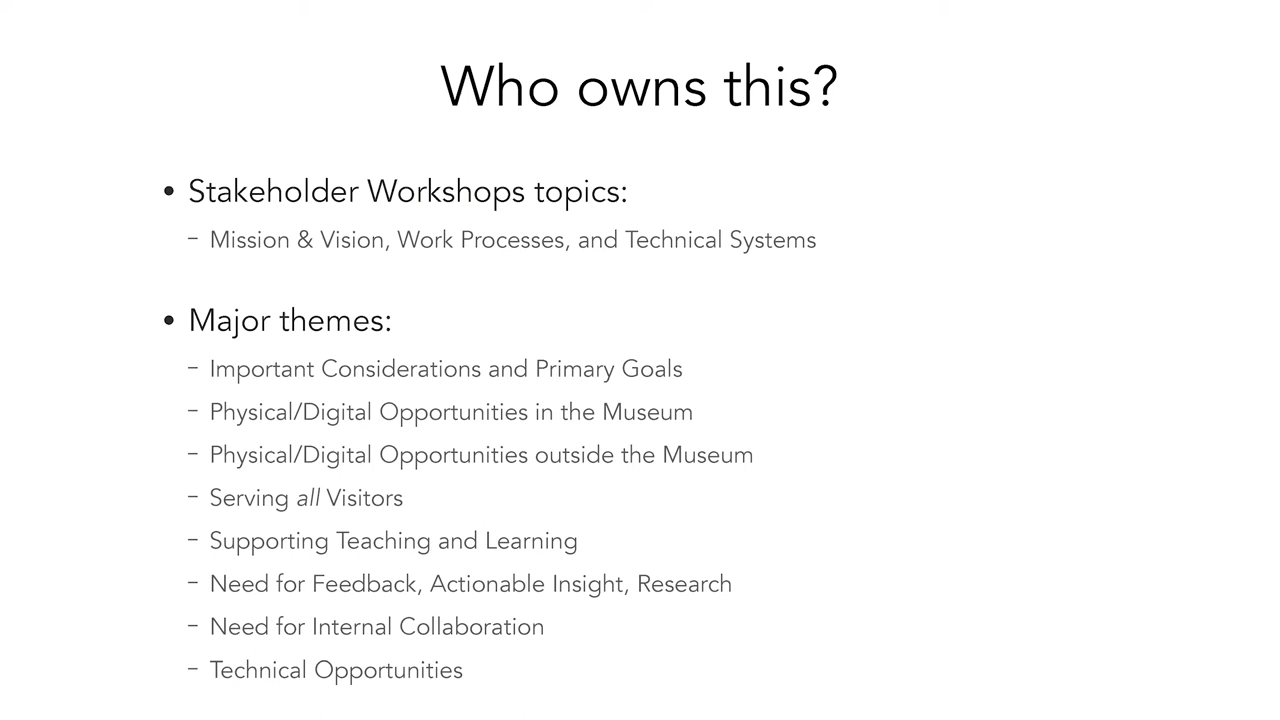 Who owns this?
• Stakeholder Workshops topics:
– Mission & Vision, Work Processes, and Technical Systems
• Major themes:
– Important Considerations and Primary Goals
– Physical/Digital Opportunities in the Museum
– Physical/Digital Opportunities outside the Museum
– Serving all Visitors
– Supporting Teaching and Learning
– Need for Feedback, Actionable Insight, Research
– Need for Internal Collaboration
– Technical Opportunities